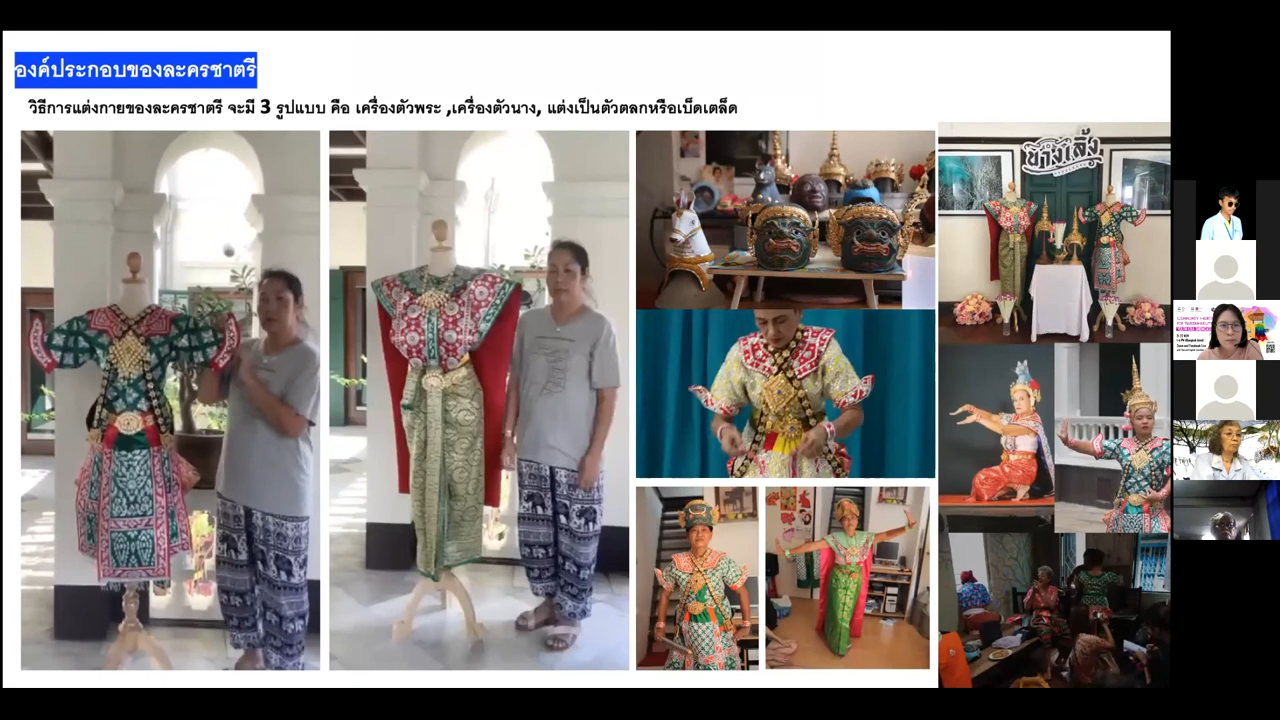 องค์ประกอบของละครชาตรี
วิธีการแต่งกายของละครชาตรี จะมี 3 รูปแบบ คือ เครื่องตัวพระ ,เครื่องตัวนาง, แต่งเป็นตัวตลกหรือเบ็ดเตล็ด